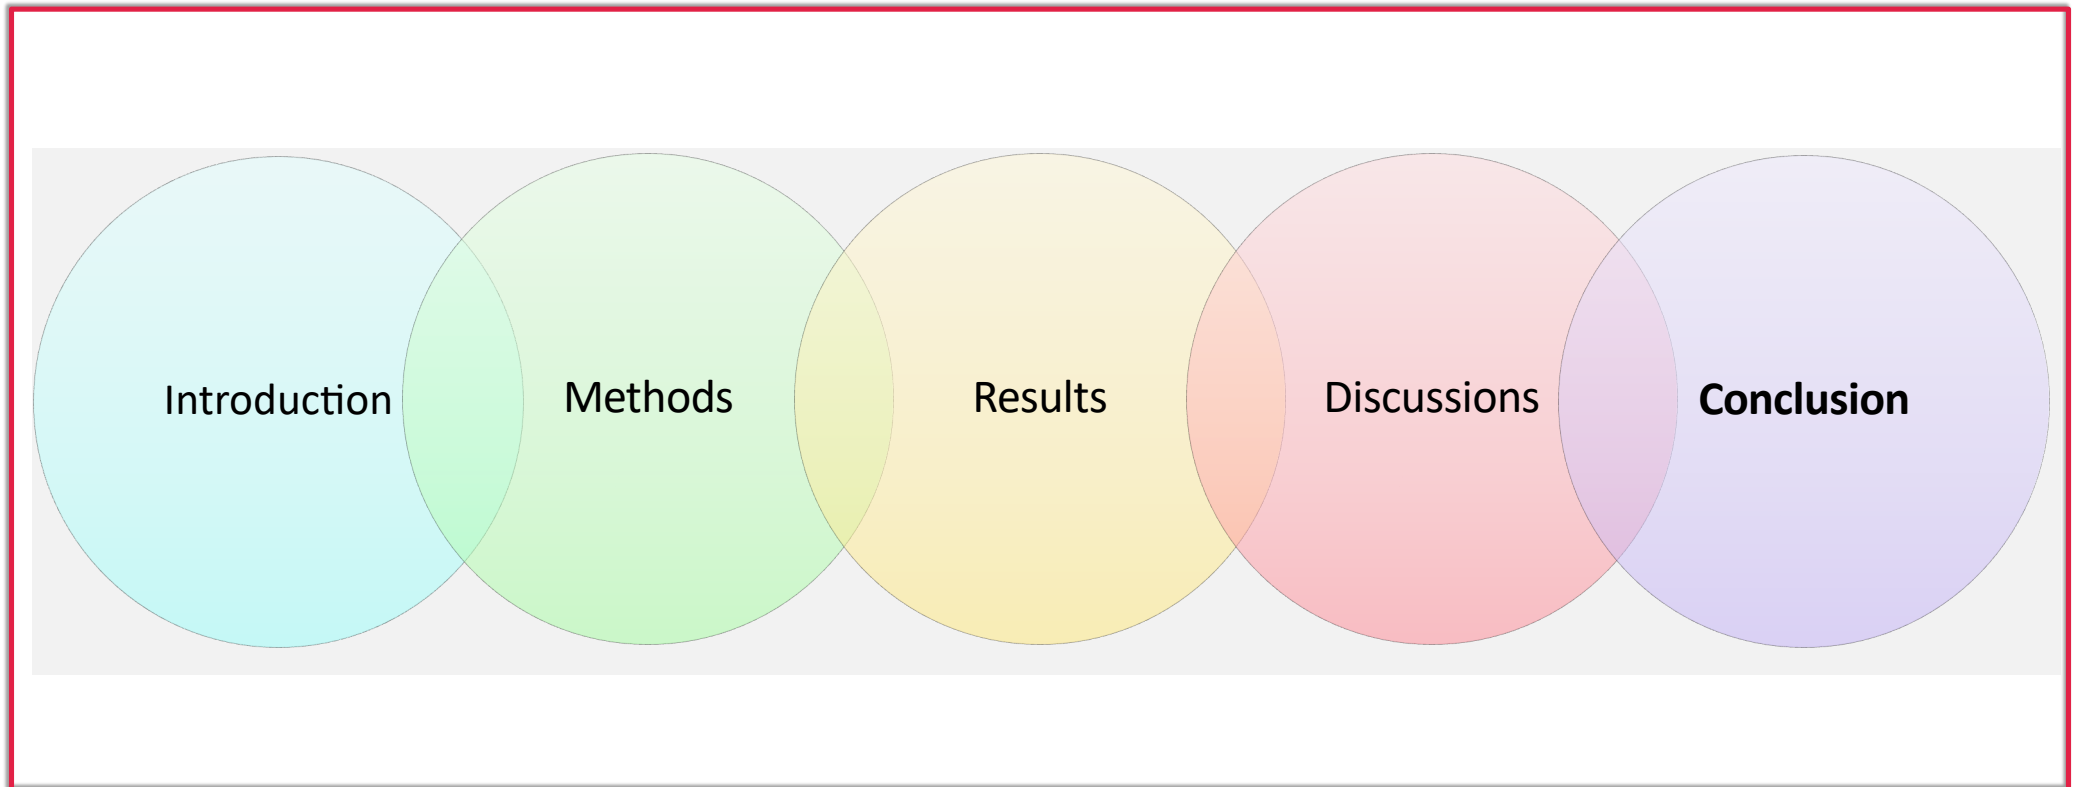 Introduction
Methods
Results
Discussions
Conclusion